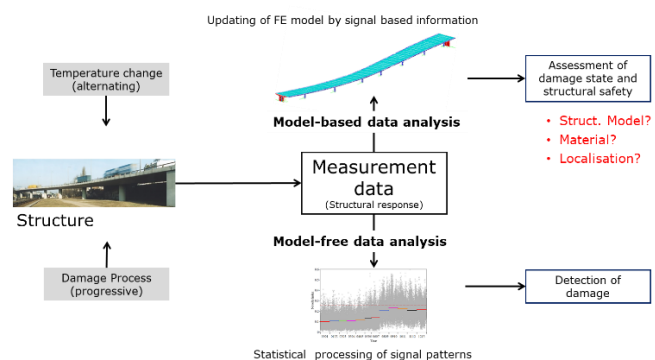 Updating of FE model by signal based information
Temperature change
(alternating)
Assessment of
damage state and
structural safety
Model-based data analysis
• Struct. Model?
• Material?
• Localisation?
Measurement
data
(Structural response)
Structure
Model-free data analysis
Damage Process
(progressive)
Detection of
damage
Statistical processing of signal patterns